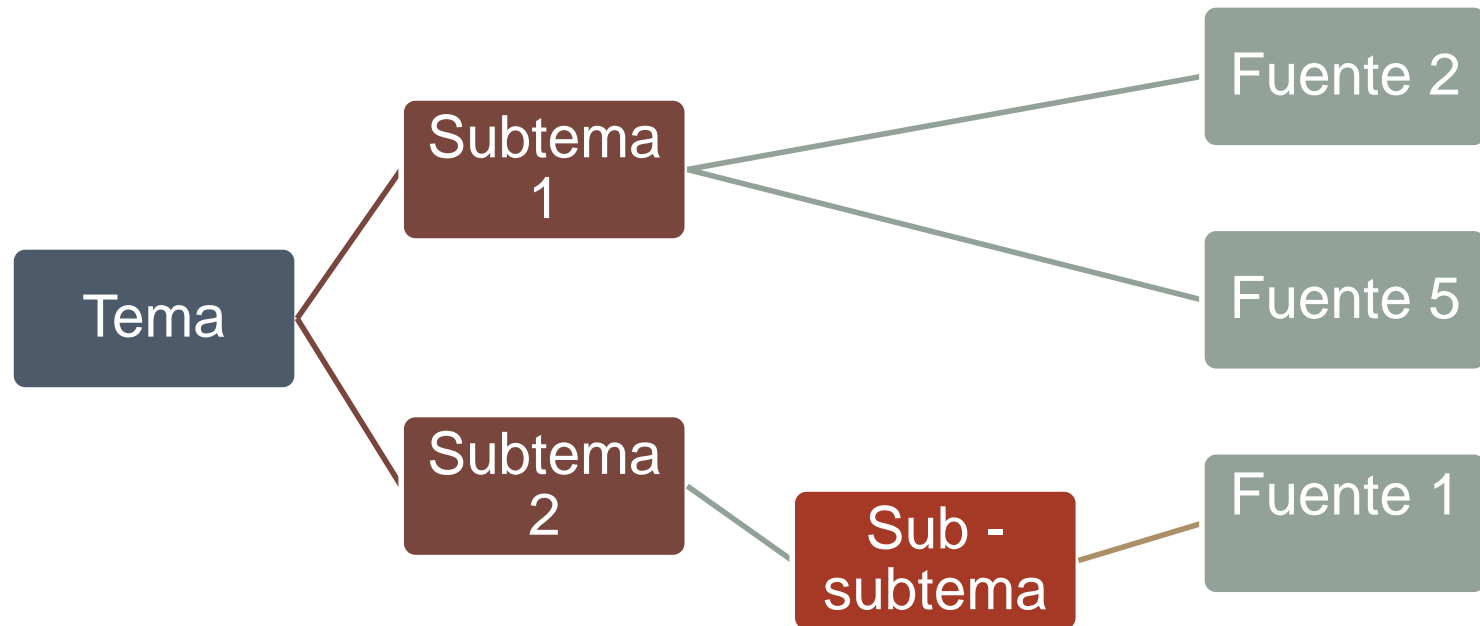 Tema
Subtema
1
Subtema
2
Sub -
subtema
Fuente 2
Fuente 5
Fuente 1